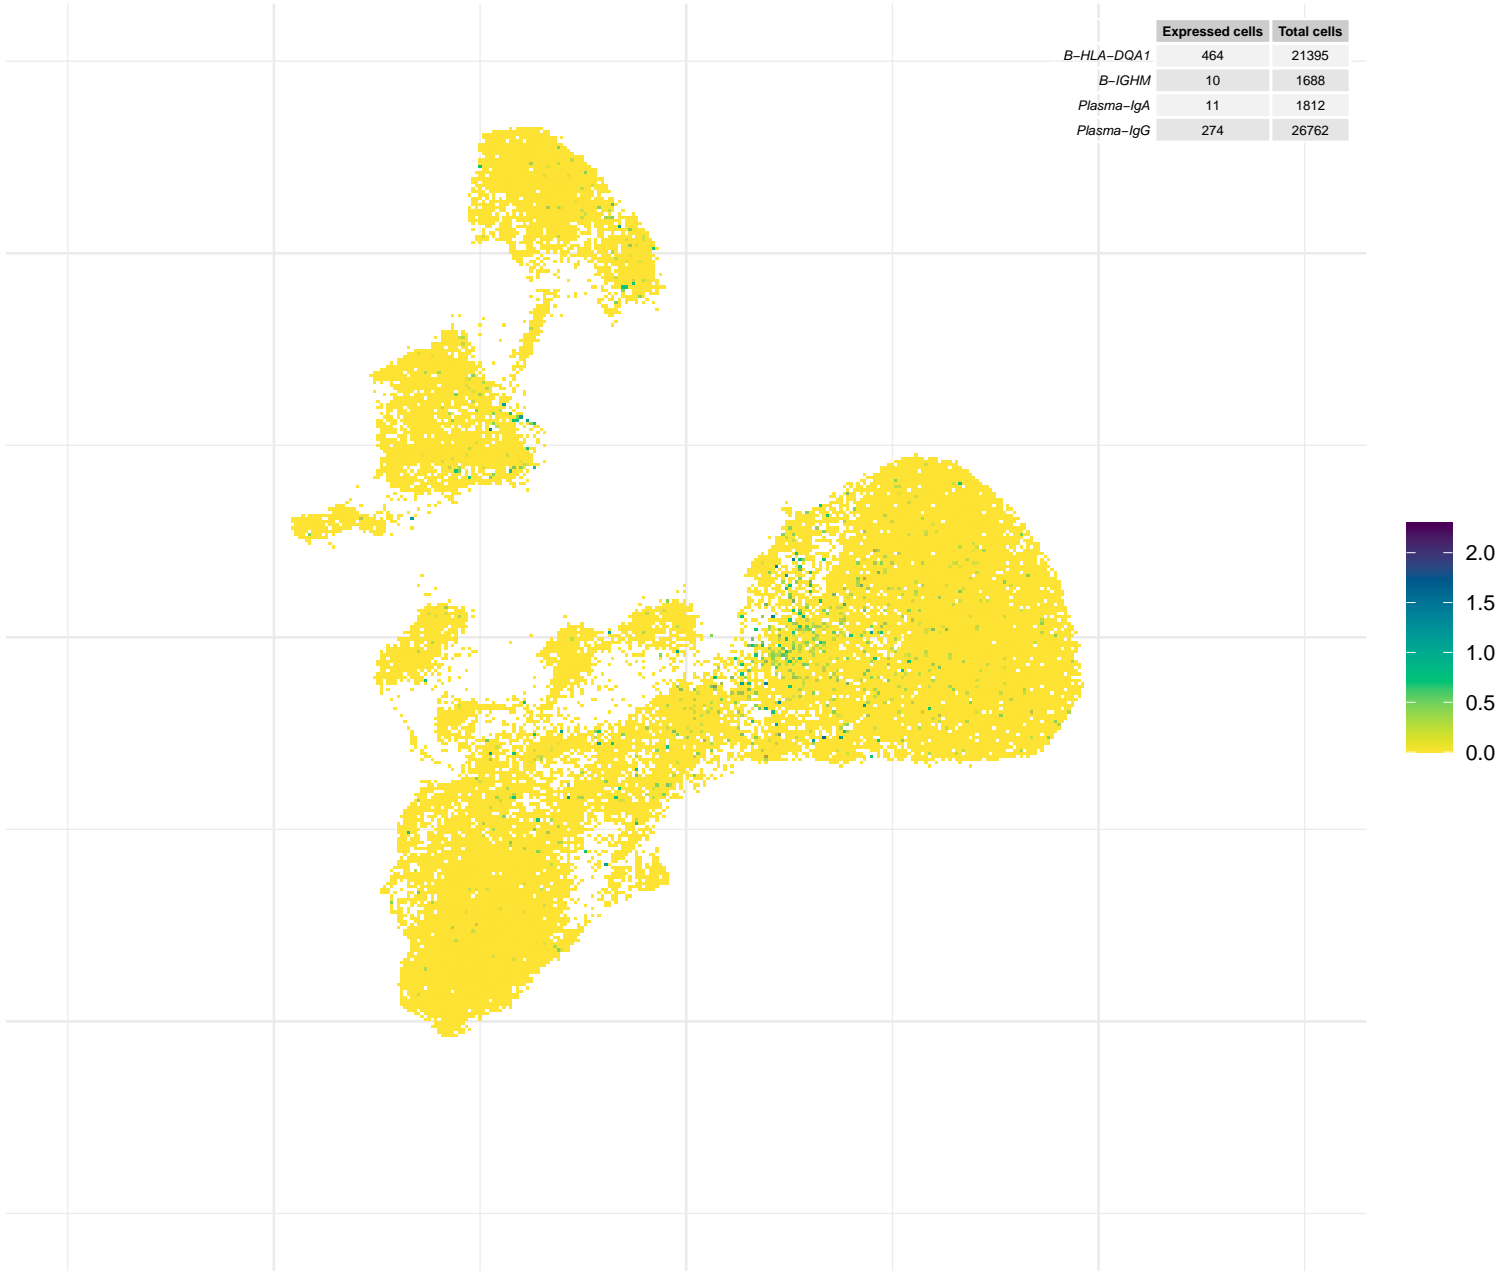 Expressed cells Total cells
B−HLA−DQA1 464 21395
B−IGHM 10 1688
Plasma−IgA 11 1812
Plasma−IgG 274 26762
2.0
1.5
1.0
0.5
0.0